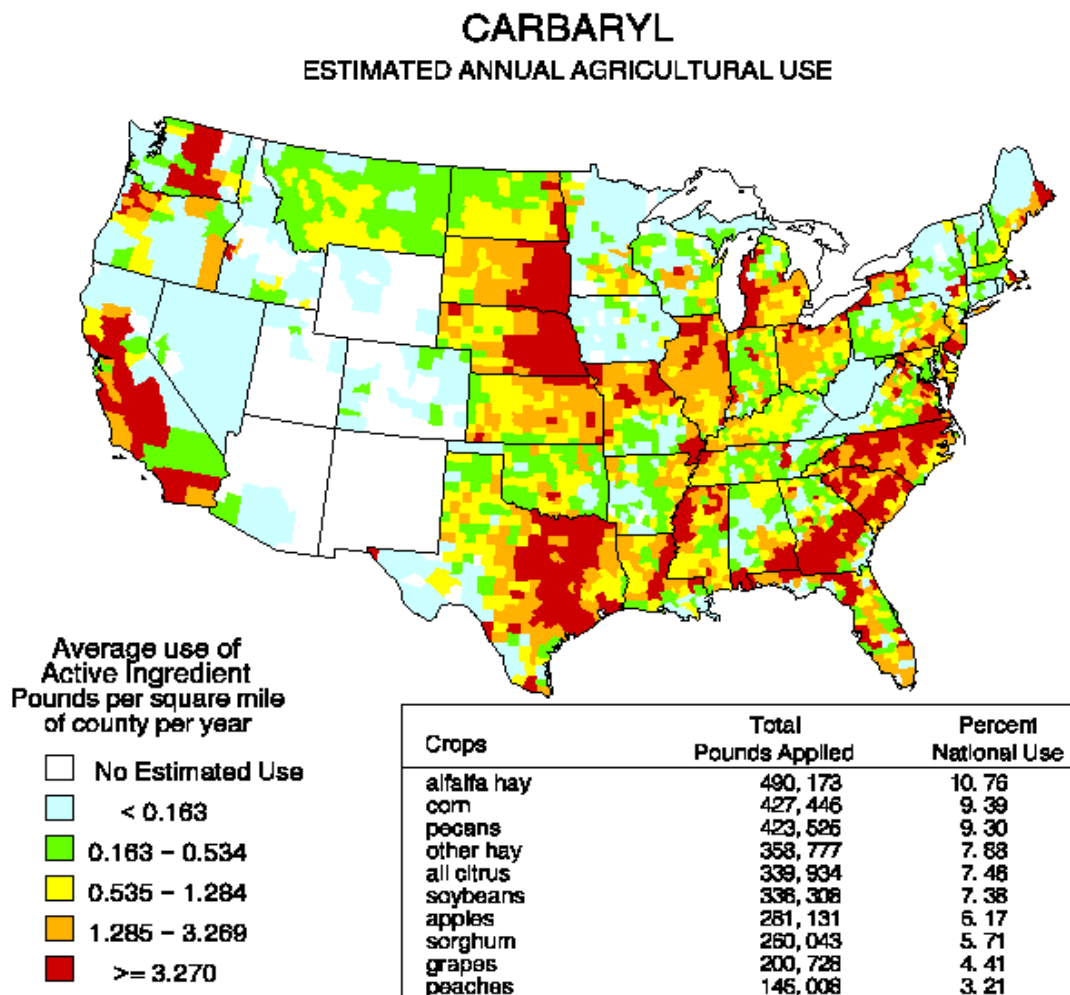 CARBARYL
ESTIMATED ANNUAL AGRICULTURAL USE
Average use of
Active Ingredient
Pounds per square mile
of county per year
No Estimated Use
< 0.163
0.163 - 0.534
0.535 - 1.284
1.285 - 3.269
>= 3.270
Crops Total Pounds Applied Percent National Use
alfalfa hay 490,173 10.76
corn 427,446 9.39
pecans 423,526 9.30
other hay 358,777 7.88
all citrus 339,934 7.46
soybeans 336,308 7.38
apples 281,131 6.17
sorghum 260,043 5.71
grapes 200,728 4.41
peaches 146,008 3.21